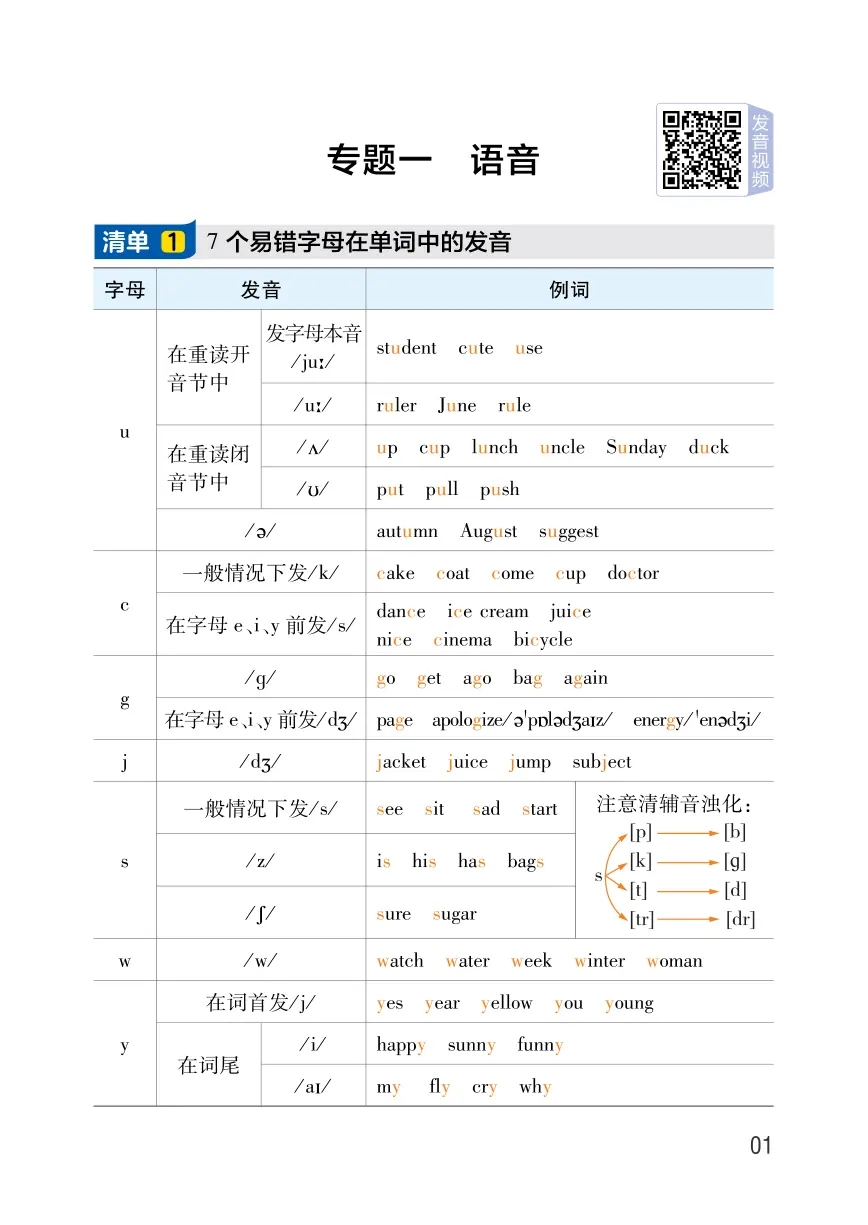 发音视频
专题一 语音
清单 1 7 个易错字母在单词中的发音
字母 发音 例词
u
在重读开
音节中
发字母本音
/juː/
student cute use
/uː/
ruler June rule
在重读闭
音节中
/ʌ/
up cup lunch uncle Sunday duck
/ʊ/
put pull push
/ə/
autumn August suggest
c
一般情况下发/k/
cake coat come cup doctor
在字母 e、i、y 前发/s/
dance ice cream juice
nice cinema bicycle
g
/ɡ/
go get ago bag again
在字母 e、i、y 前发/dʒ/
page apologize/əˈpɒlədʒaɪz/ energy/ˈenədʒi/
j
/dʒ/
jacket juice jump subject
s
一般情况下发/s/
see sit sad start
/z/
is his has bags
/ʃ/
sure sugar
注意清辅音浊化：
s
[p] [b]
[k] [ɡ]
[t] [d]
[tr] [dr]
w
/w/
watch water week winter woman
y
在词首发/j/
yes year yellow you young
在词尾
/i/
happy sunny funny
/aɪ/
my fly cry why
01